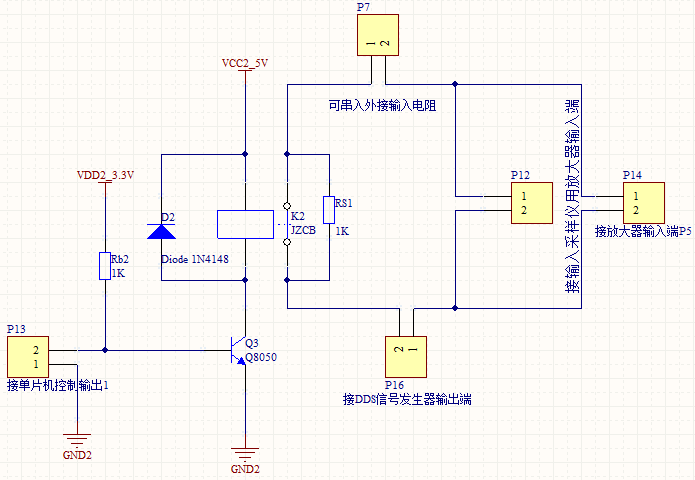 P7
1 2
VCC2_5V
可串入外接输入电阻
接输入采样仪用放大器输入端
VDD2_3.3V
P12
1
2
P14
1
2
接放大器输入端P5
D2
Diode 1N4148
K2
JZCB
RS1
1K
Rb2
1K
P13
2
1
接单片机控制输出1
Q3
Q8050
2 1
P16
接DDS信号发生器输出端
GND2
GND2